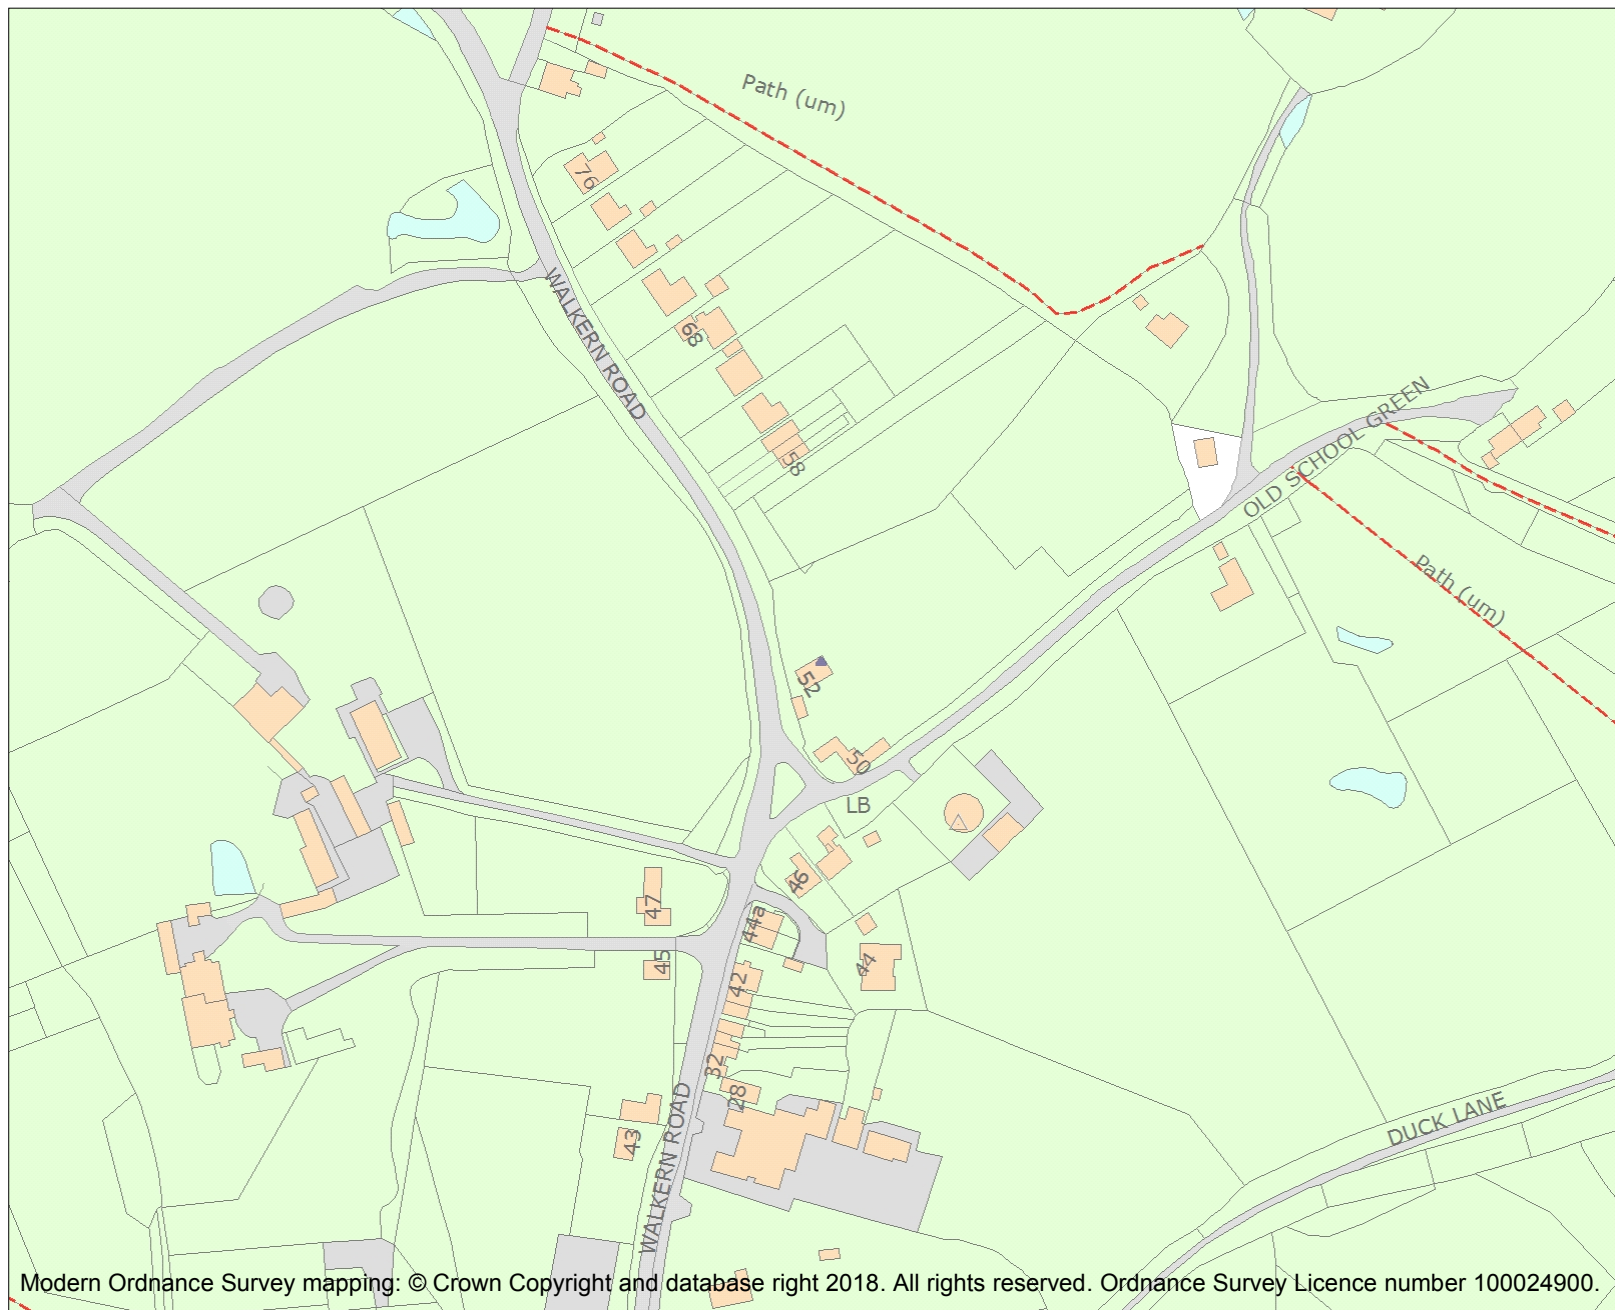 Path (um)
76
WALKERN ROAD
68
58
OLD SCHOOL GREEN
Path (um)
52
50
LB
46
47
44a
45
44
42
32
28
43
WALKERN ROAD
DUCK LANE
Modern Ordnance Survey mapping: © Crown Copyright and database right 2018. All rights reserved. Ordnance Survey Licence number 100024900.